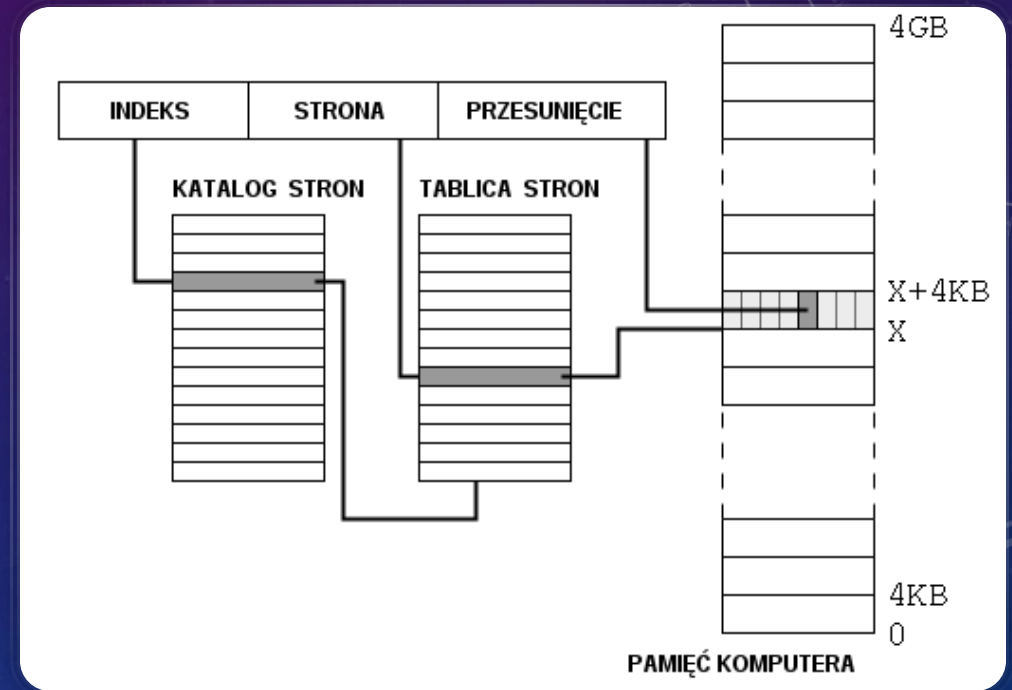 4GB
INDEKS STRONA PRZESUNIĘCIE
KATALOG STRON TABLICA STRON
X+4KB
X
4KB
0
PAMIĘĆ KOMPUTERA